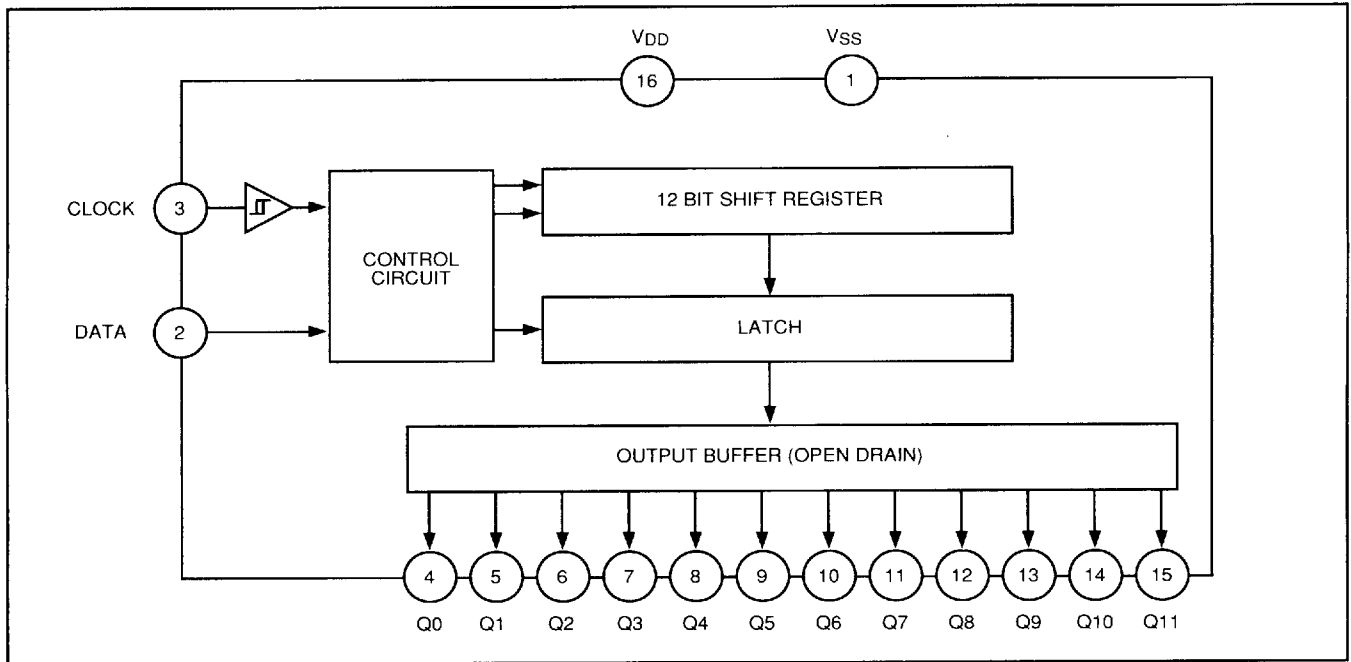 VDD VSS
16 1
CLOCK 3
12 BIT SHIFT REGISTER
CONTROL
CIRCUIT
DATA 2
LATCH
OUTPUT BUFFER (OPEN DRAIN)
4 5 6 7 8 9 10 11 12 13 14 15
Q0 Q1 Q2 Q3 Q4 Q5 Q6 Q7 Q8 Q9 Q10 Q11